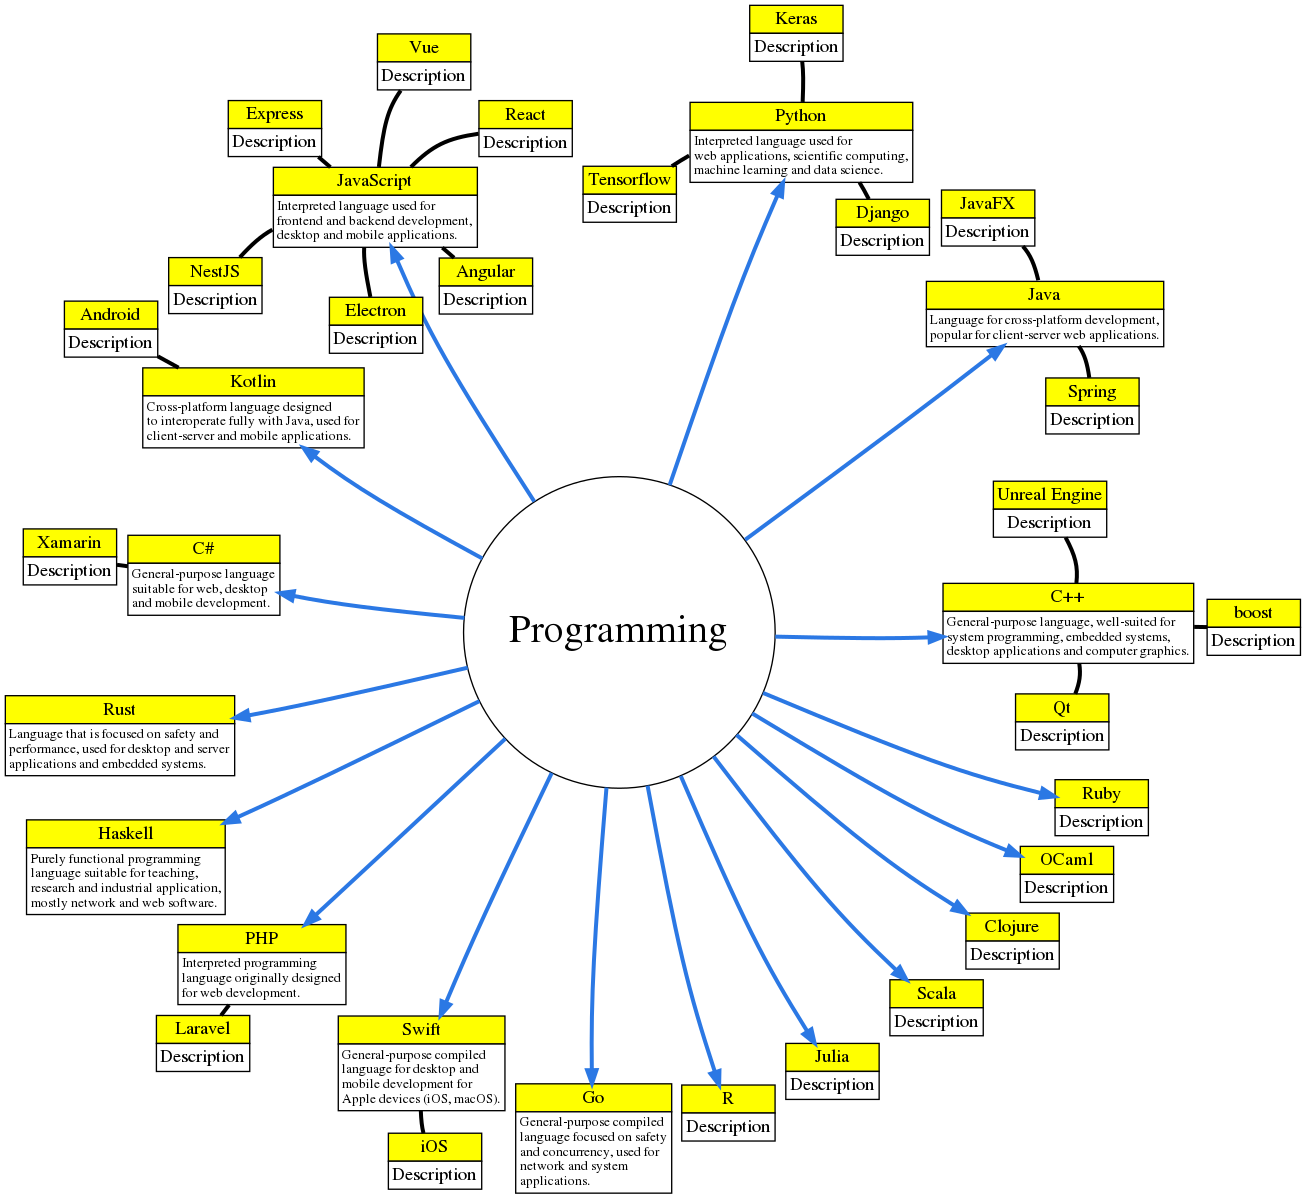 Keras
Description
Vue
Description
Express
Description
React
Description
Python
Interpreted language used for
web applications, scientific computing,
machine learning and data science.
JavaScript
Interpreted language used for
frontend and backend development,
desktop and mobile applications.
Tensorflow
Description
Django
Description
JavaFX
Description
NestJS
Description
Angular
Description
Electron
Description
Java
Language for cross-platform development,
popular for client-server web applications.
Android
Description
Kotlin
Cross-platform language designed
to interoperate fully with Java, used for
client-server and mobile applications.
Spring
Description
Unreal Engine
Description
Xamarin
Description
C#
General-purpose language
suitable for web, desktop
and mobile development.
Programming
C++
General-purpose language, well-suited for
system programming, embedded systems,
desktop applications and computer graphics.
boost
Description
Qt
Description
Rust
Language that is focused on safety and
performance, used for desktop and server
applications and embedded systems.
Ruby
Description
Haskell
Purely functional programming
language suitable for teaching,
research and industrial application,
mostly network and web software.
OCaml
Description
Clojure
Description
PHP
Interpreted programming
language originally designed
for web development.
Scala
Description
Laravel
Description
Swift
General-purpose compiled
language for desktop and
mobile development for
Apple devices (iOS, macOS).
Julia
Description
Go
General-purpose compiled
language focused on safety
and concurrency, used for
network and system
applications.
R
Description
iOS
Description